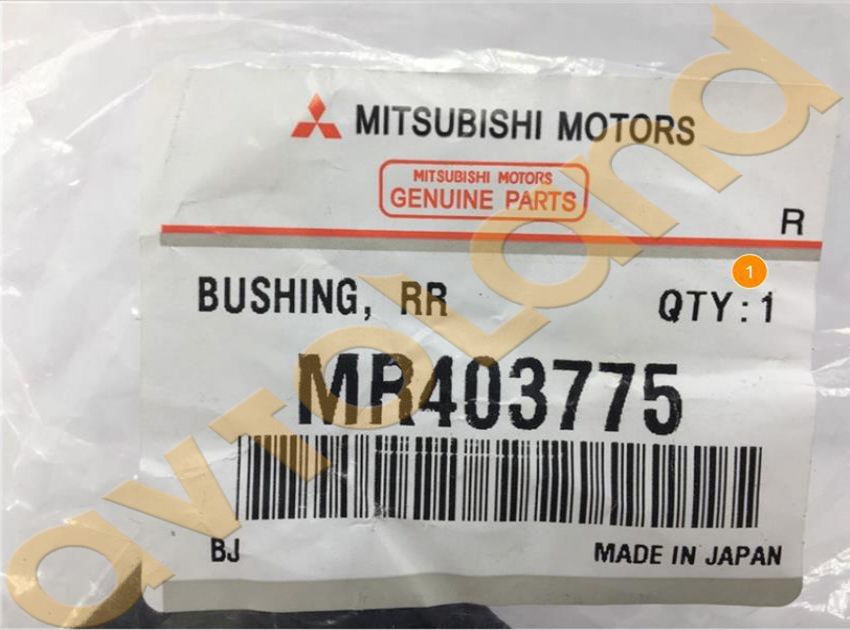 MITSUBISHI MOTORS
MITSUBISHI MOTORS
GENUINE PARTS
R
1
BUSHING, RR
QTY:1
MR403775
BJ
MADE IN JAPAN
avtoLand